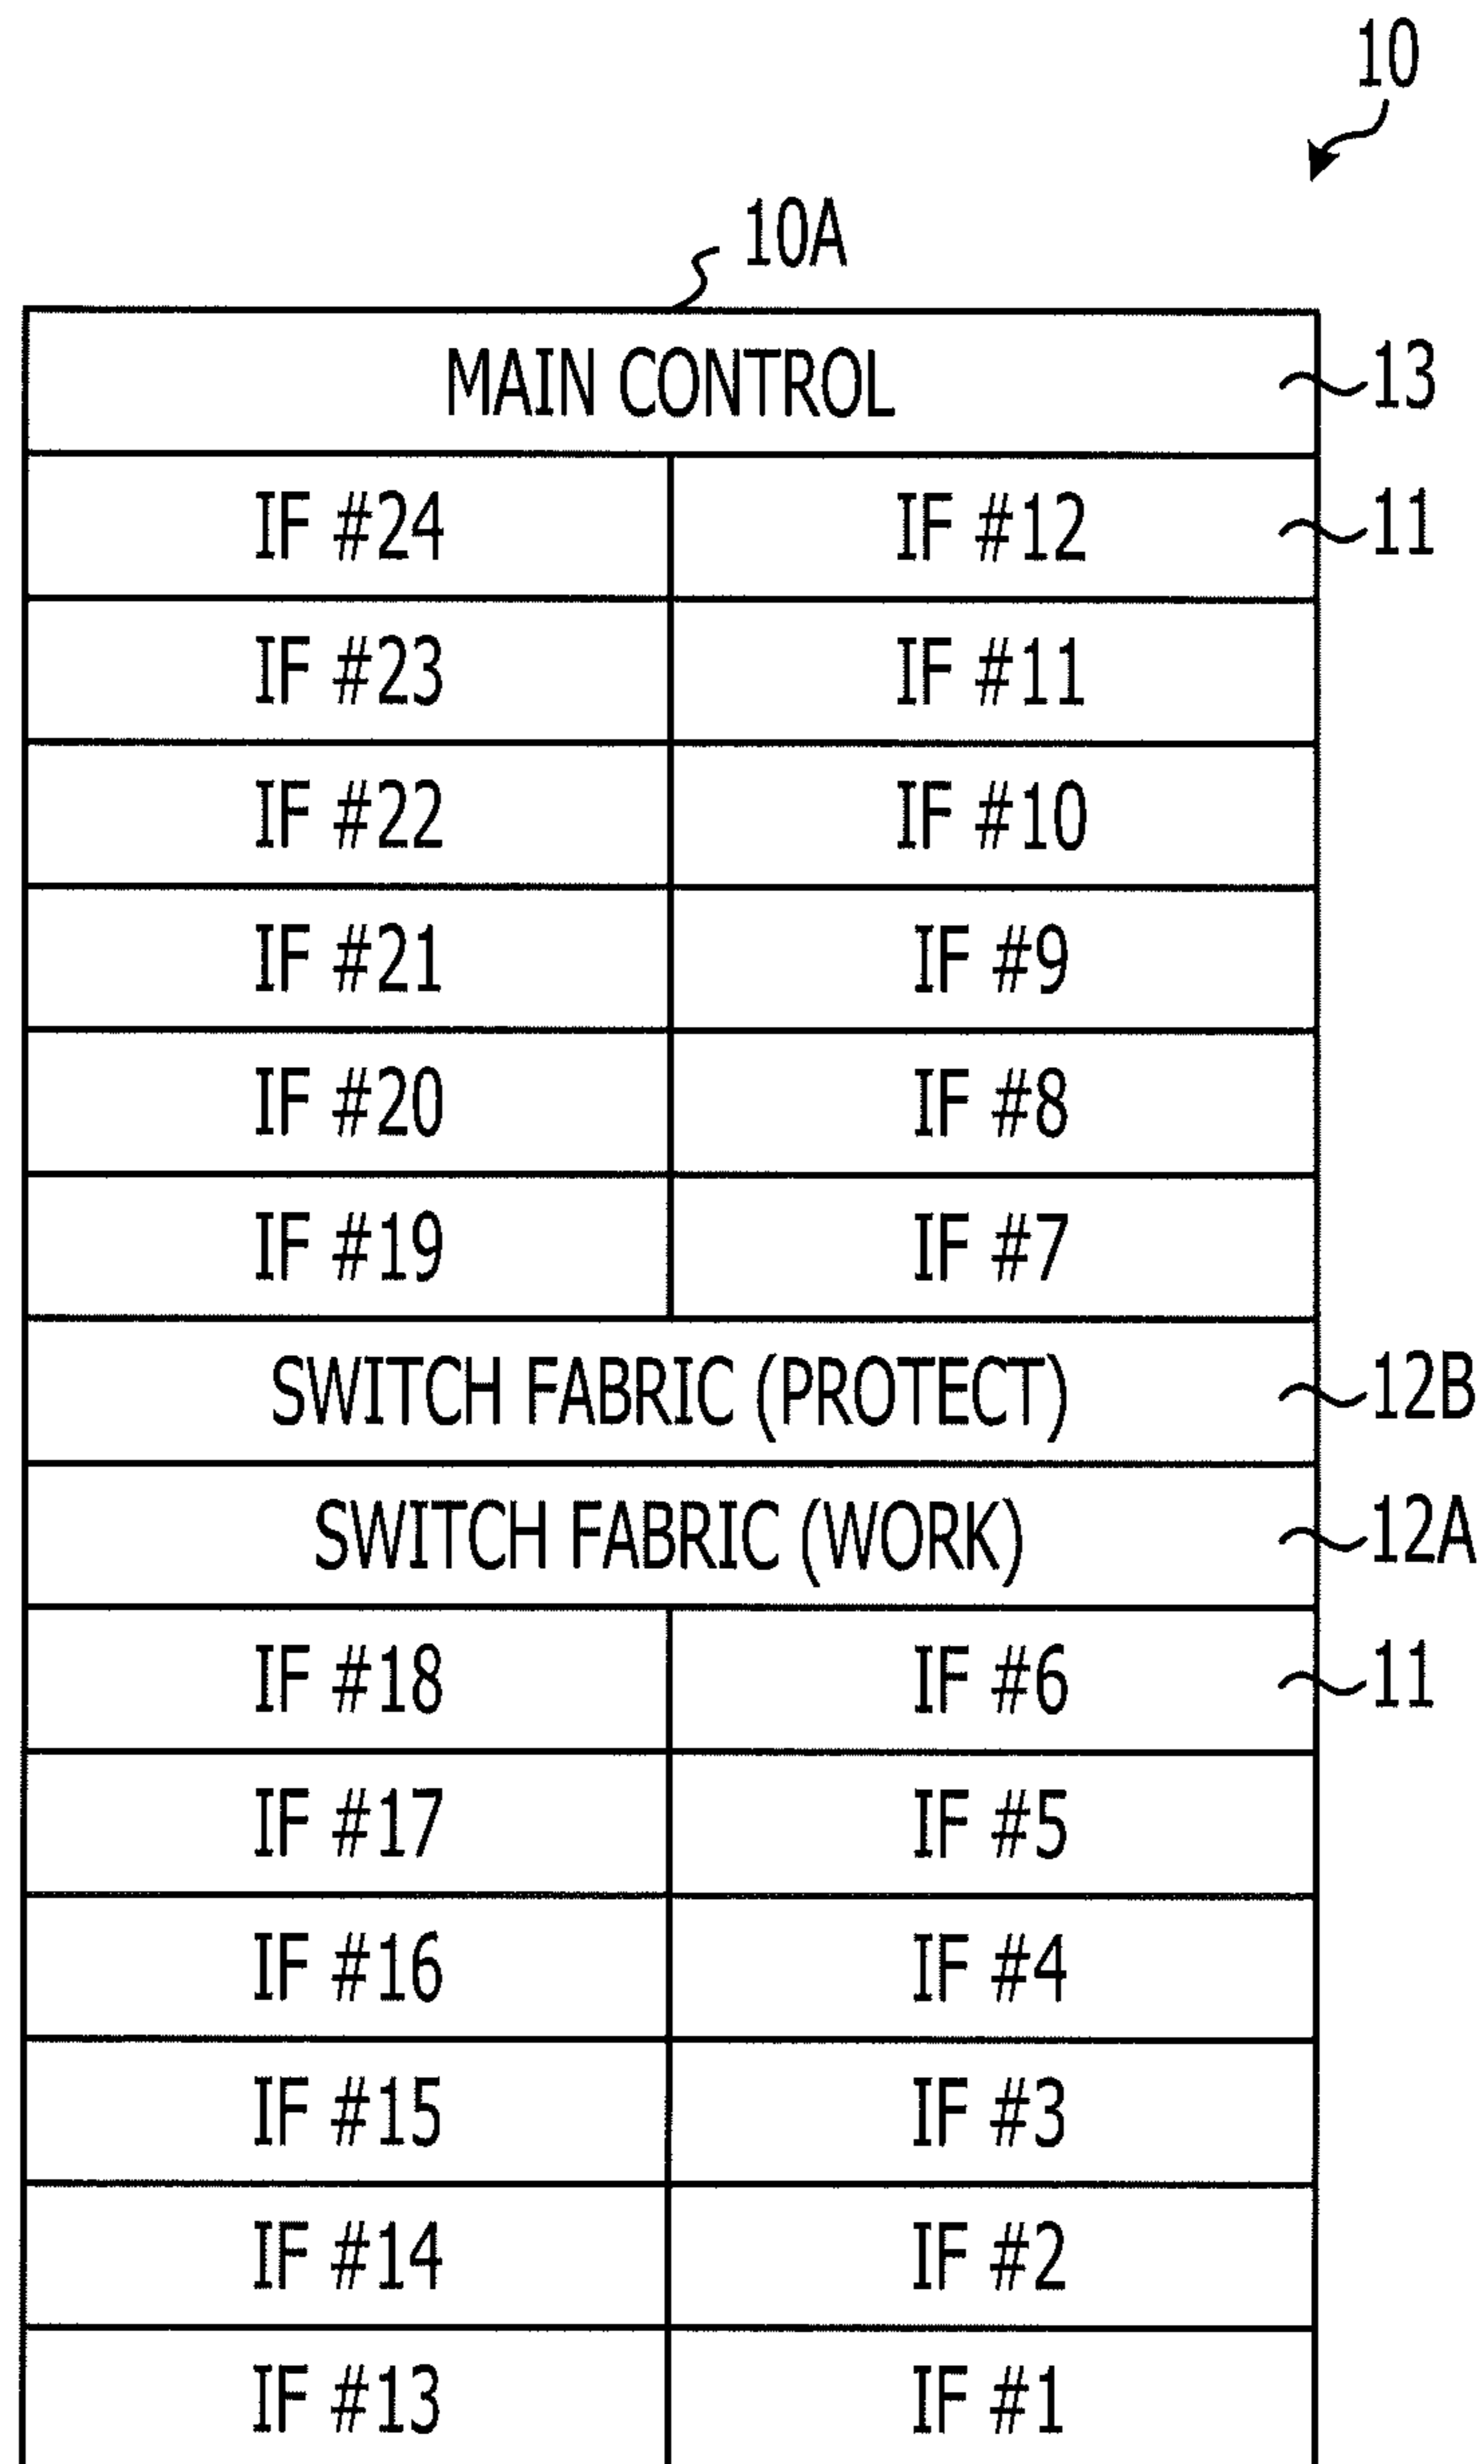 10
10A
MAIN CONTROL 13
IF #24 IF #12 11
IF #23 IF #11
IF #22 IF #10
IF #21 IF #9
IF #20 IF #8
IF #19 IF #7
SWITCH FABRIC (PROTECT) 12B
SWITCH FABRIC (WORK) 12A
IF #18 IF #6 11
IF #17 IF #5
IF #16 IF #4
IF #15 IF #3
IF #14 IF #2
IF #13 IF #1